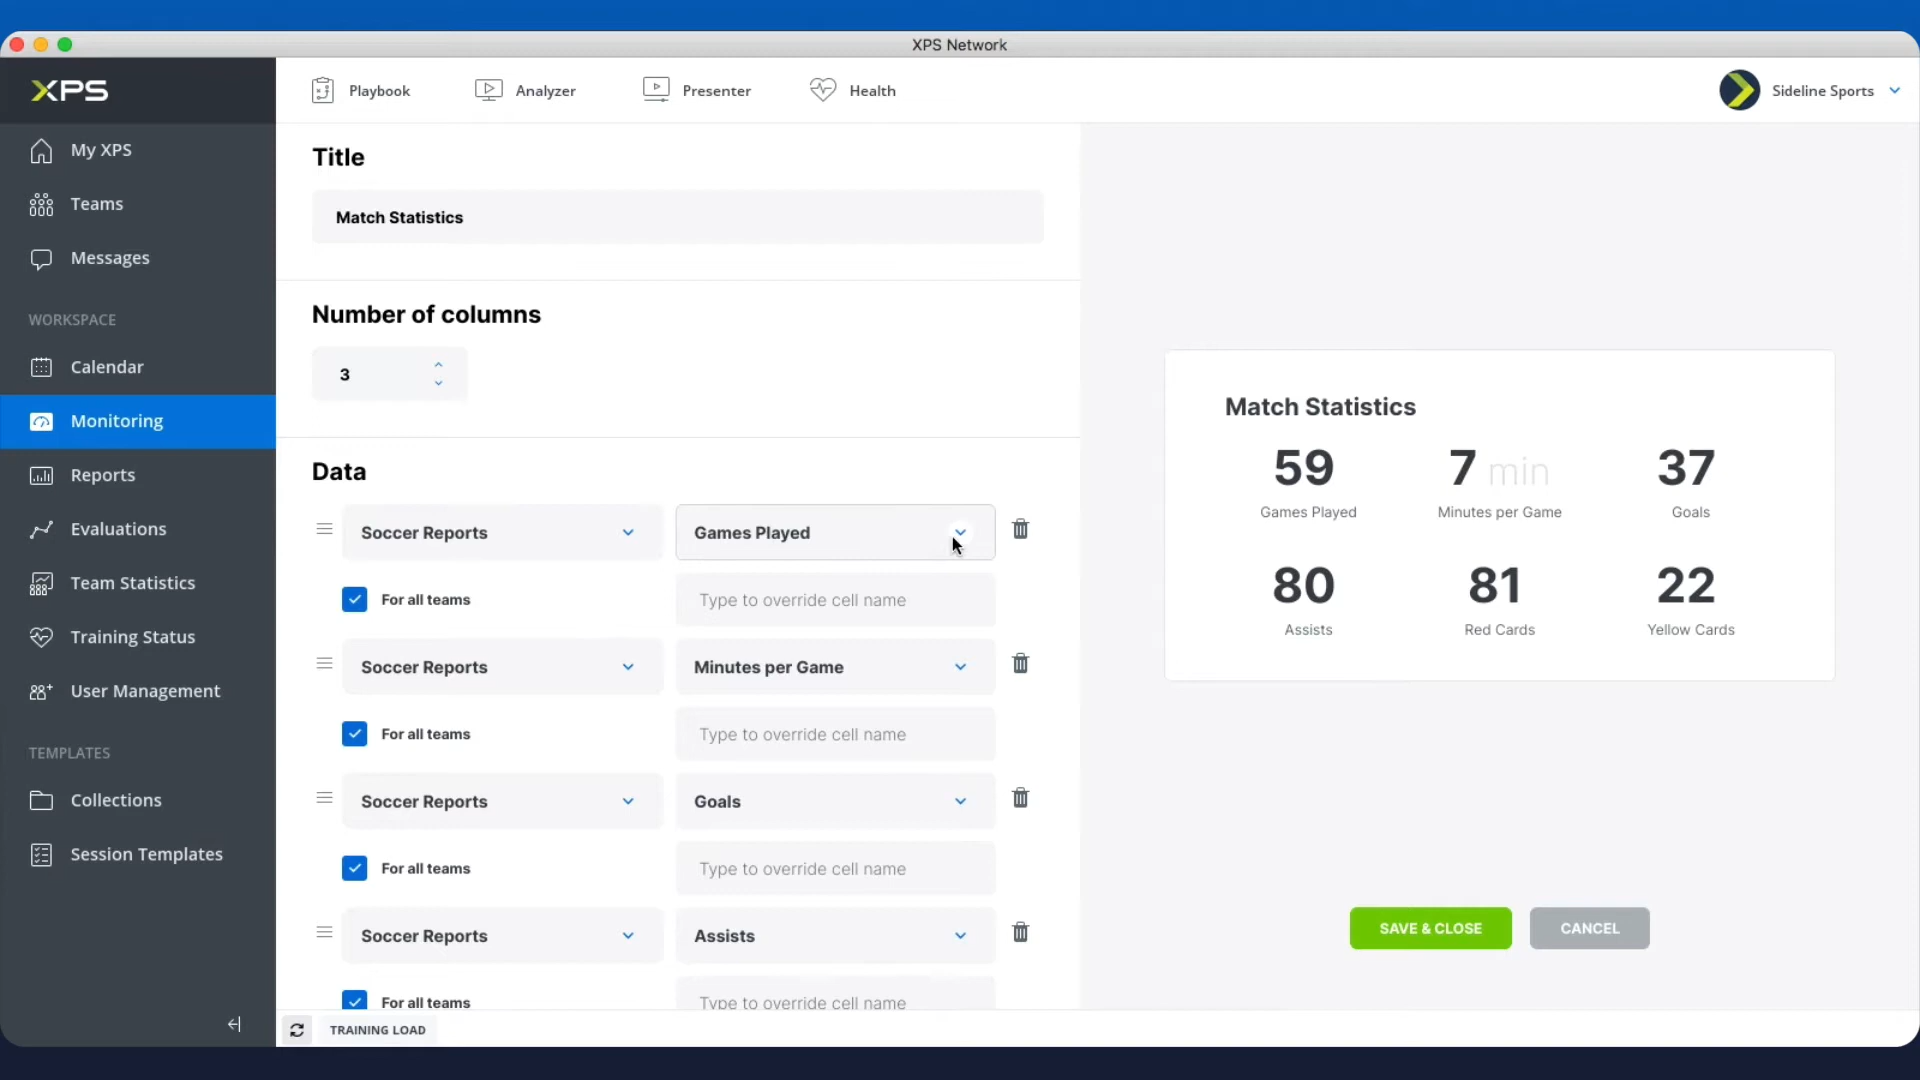 XPS Network
XPS
Playbook
Analyzer
Presenter
Health
Sideline Sports
My XPS
Teams
Messages
WORKSPACE
Calendar
Monitoring
Reports
Evaluations
Team Statistics
Training Status
User Management
TEMPLATES
Collections
Session Templates
Title
Match Statistics
Number of columns
3
Data
Soccer Reports
Games Played
For all teams
Type to override cell name
Soccer Reports
Minutes per Game
For all teams
Type to override cell name
Soccer Reports
Goals
For all teams
Type to override cell name
Soccer Reports
Assists
For all teams
Type to override cell name
TRAINING LOAD
Match Statistics
59
7 min
37
Games Played
Minutes per Game
Goals
80
81
22
Assists
Red Cards
Yellow Cards
SAVE & CLOSE
CANCEL